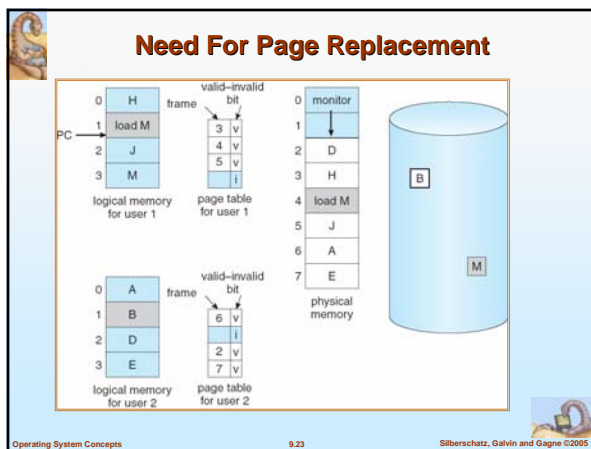 Need For Page Replacement
0 H
1 load M
PC
2 J
3 M
logical memory
for user 1
frame
valid–invalid
bit
3 v
4 v
5 v
i
page table
for user 1
0 monitor
1
2 D
3 H
4 load M
5 J
6 A
7 E
physical
memory
B
M
0 A
1 B
2 D
3 E
logical memory
for user 2
frame
valid–invalid
bit
6 v
i
2 v
7 v
page table
for user 2
Operating System Concepts
9.23
Silberschatz, Galvin and Gagne ©2005